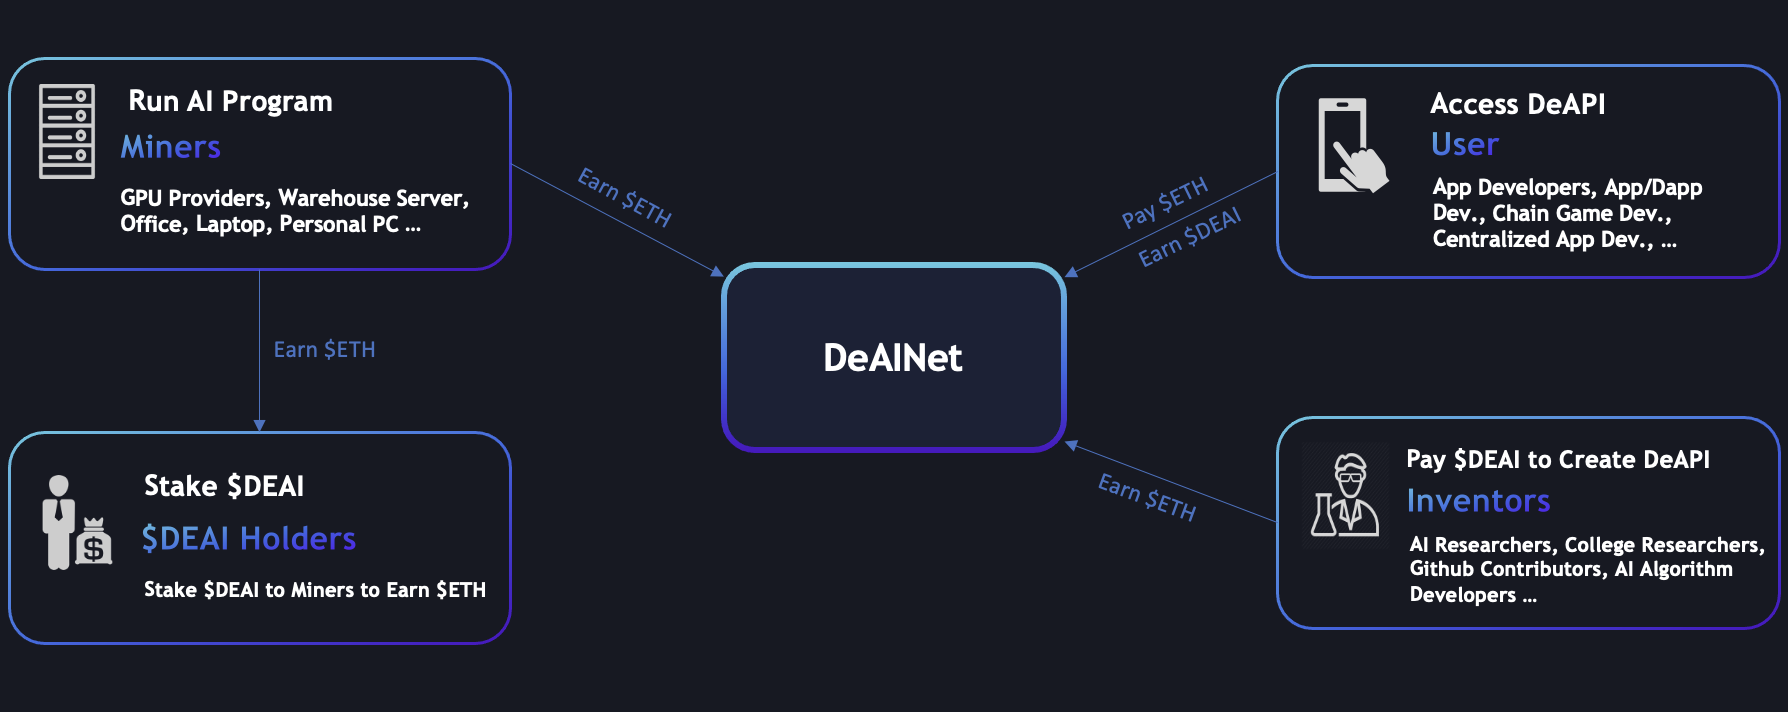 Run AI Program
Miners
GPU Providers, Warehouse Server,
Office, Laptop, Personal PC ...
Earn $ETH
Earn $ETH
Stake $DEAI
$DEAI Holders
Stake $DEAI to Miners to Earn $ETH
DeAINet
Pay $ETH
Earn $DEAI
Access DeAPI
User
App Developers, App/Dapp
Dev., Chain Game Dev.,
Centralized App Dev., ...
Earn $ETH
Pay $DEAI to Create DeAPI
Inventors
AI Researchers, College Researchers,
Github Contributors, AI Algorithm
Developers ...
$